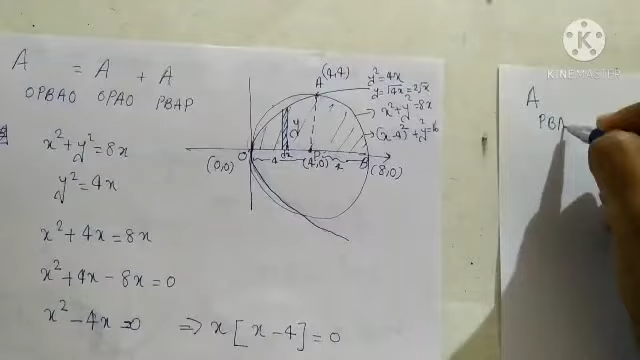 A = A + A
OPBAO OPAO PBAP
x² + y² = 8x
y² = 4x
x² + 4x = 8x
x² + 4x - 8x = 0
x² - 4x = 0 ⇒ x [x - 4] = 0
(4,4)
A
y² = 4x
y = √4x = 2√x
x² + y² = 8x
(x-4)² + y² = 16
y
O
dx
P
B
(0,0)
4
(4,0)
(8,0)
A
PBA
KINEMASTER